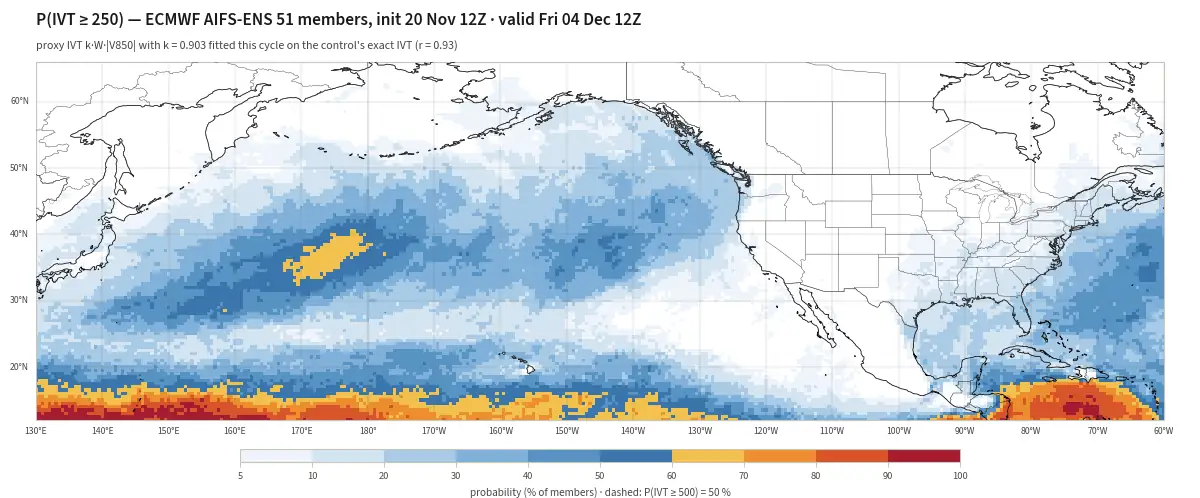 P(IVT ≥ 250) — ECMWF AIFS-ENS 51 members, init 20 Nov 12Z · valid Fri 04 Dec 12Z
proxy IVT k·W·|V850| with k = 0.903 fitted this cycle on the control's exact IVT (r = 0.93)
60°N
50°N
40°N
30°N
20°N
130°E 140°E 150°E 160°E 170°E 180° 170°W 160°W 150°W 140°W 130°W 120°W 110°W 100°W 90°W 80°W 70°W 60°W
5 10 20 30 40 50 60 70 80 90 100
probability (% of members) · dashed: P(IVT ≥ 500) = 50 %